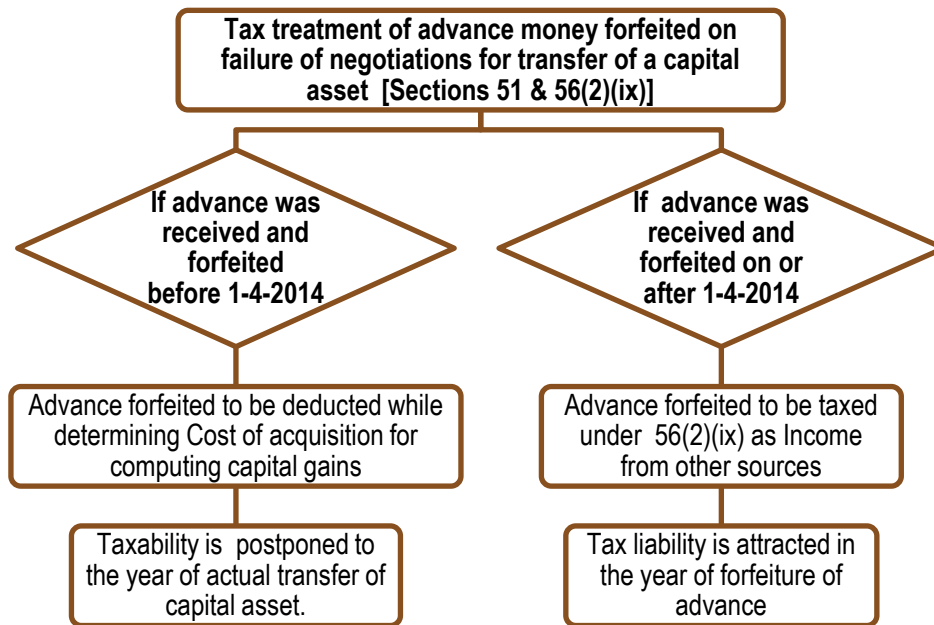 Tax treatment of advance money forfeited on
failure of negotiations for transfer of a capital
asset [Sections 51 & 56(2)(ix)]
If advance was
received and
forfeited
before 1-4-2014
If advance was
received and
forfeited on or
after 1-4-2014
Advance forfeited to be deducted while
determining Cost of acquisition for
computing capital gains
Advance forfeited to be taxed
under 56(2)(ix) as Income
from other sources
Taxability is postponed to
the year of actual transfer of
capital asset.
Tax liability is attracted in
the year of forfeiture of
advance